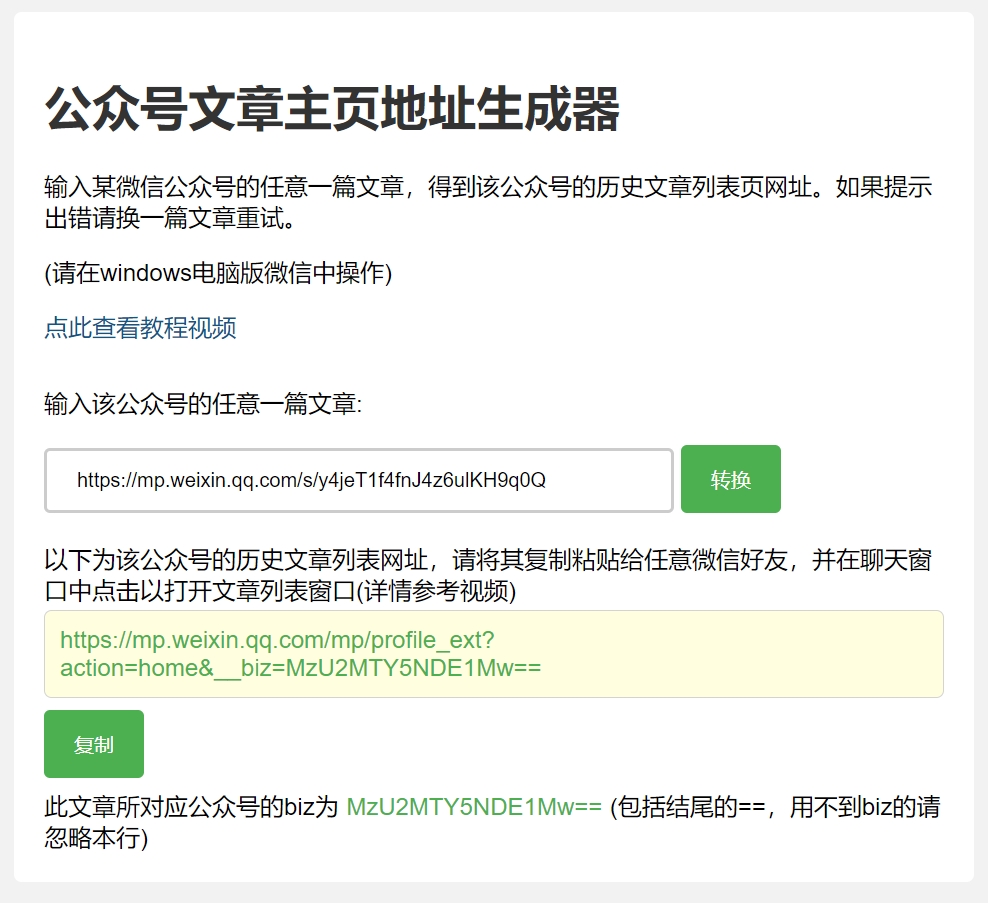 公众号文章主页地址生成器
输入某微信公众号的任意一篇文章，得到该公众号的历史文章列表页网址。如果提示
出错请换一篇文章重试。
(请在windows电脑版微信中操作)
点此查看教程视频
输入该公众号的任意一篇文章:
https://mp.weixin.qq.com/s/y4jeT1f4fnJ4z6ulKH9q0Q 转换
以下为该公众号的历史文章列表网址，请将其复制粘贴给任意微信好友，并在聊天窗
口中点击以打开文章列表窗口(详情参考视频)
https://mp.weixin.qq.com/mp/profile_ext?
action=home&__biz=MzU2MTY5NDE1Mw==
复制
此文章所对应公众号的biz为 MzU2MTY5NDE1Mw== (包括结尾的==，用不到biz的请
忽略本行)